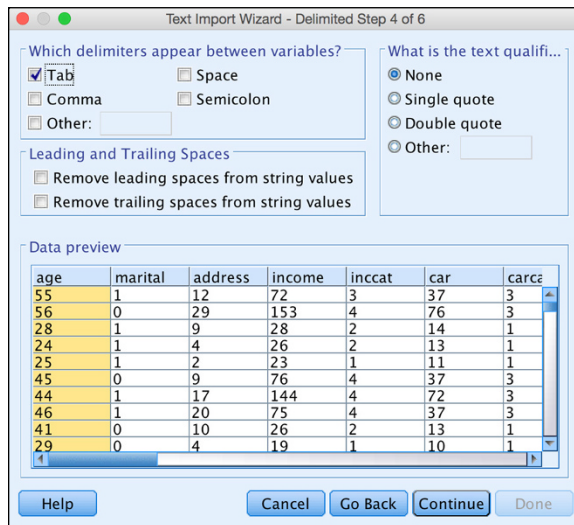 Text Import Wizard - Delimited Step 4 of 6
Which delimiters appear between variables?
Tab
Space
Comma
Semicolon
Other:
Leading and Trailing Spaces
Remove leading spaces from string values
Remove trailing spaces from string values
What is the text qualifi...
None
Single quote
Double quote
Other:
Data preview
age marital address income inccat car carca
55 1 12 72 3 37 3
56 0 29 153 4 76 3
28 1 9 28 2 14 1
24 1 4 26 2 13 1
25 1 2 23 1 11 1
45 0 9 76 4 37 3
44 1 17 144 4 72 3
46 1 20 75 4 37 3
41 0 10 26 2 13 1
29 0 4 19 1 10 1
Help Cancel Go Back Continue Done